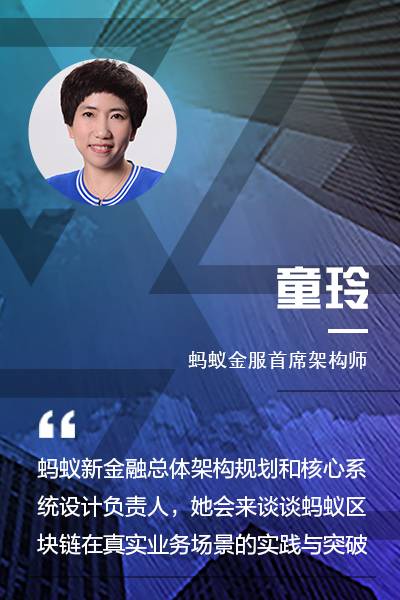 童玲
蚂蚁金服首席架构师
“
蚂蚁新金融总体架构规划和核心系
统设计负责人，她会来谈谈蚂蚁区
块链在真实业务场景的实践与突破